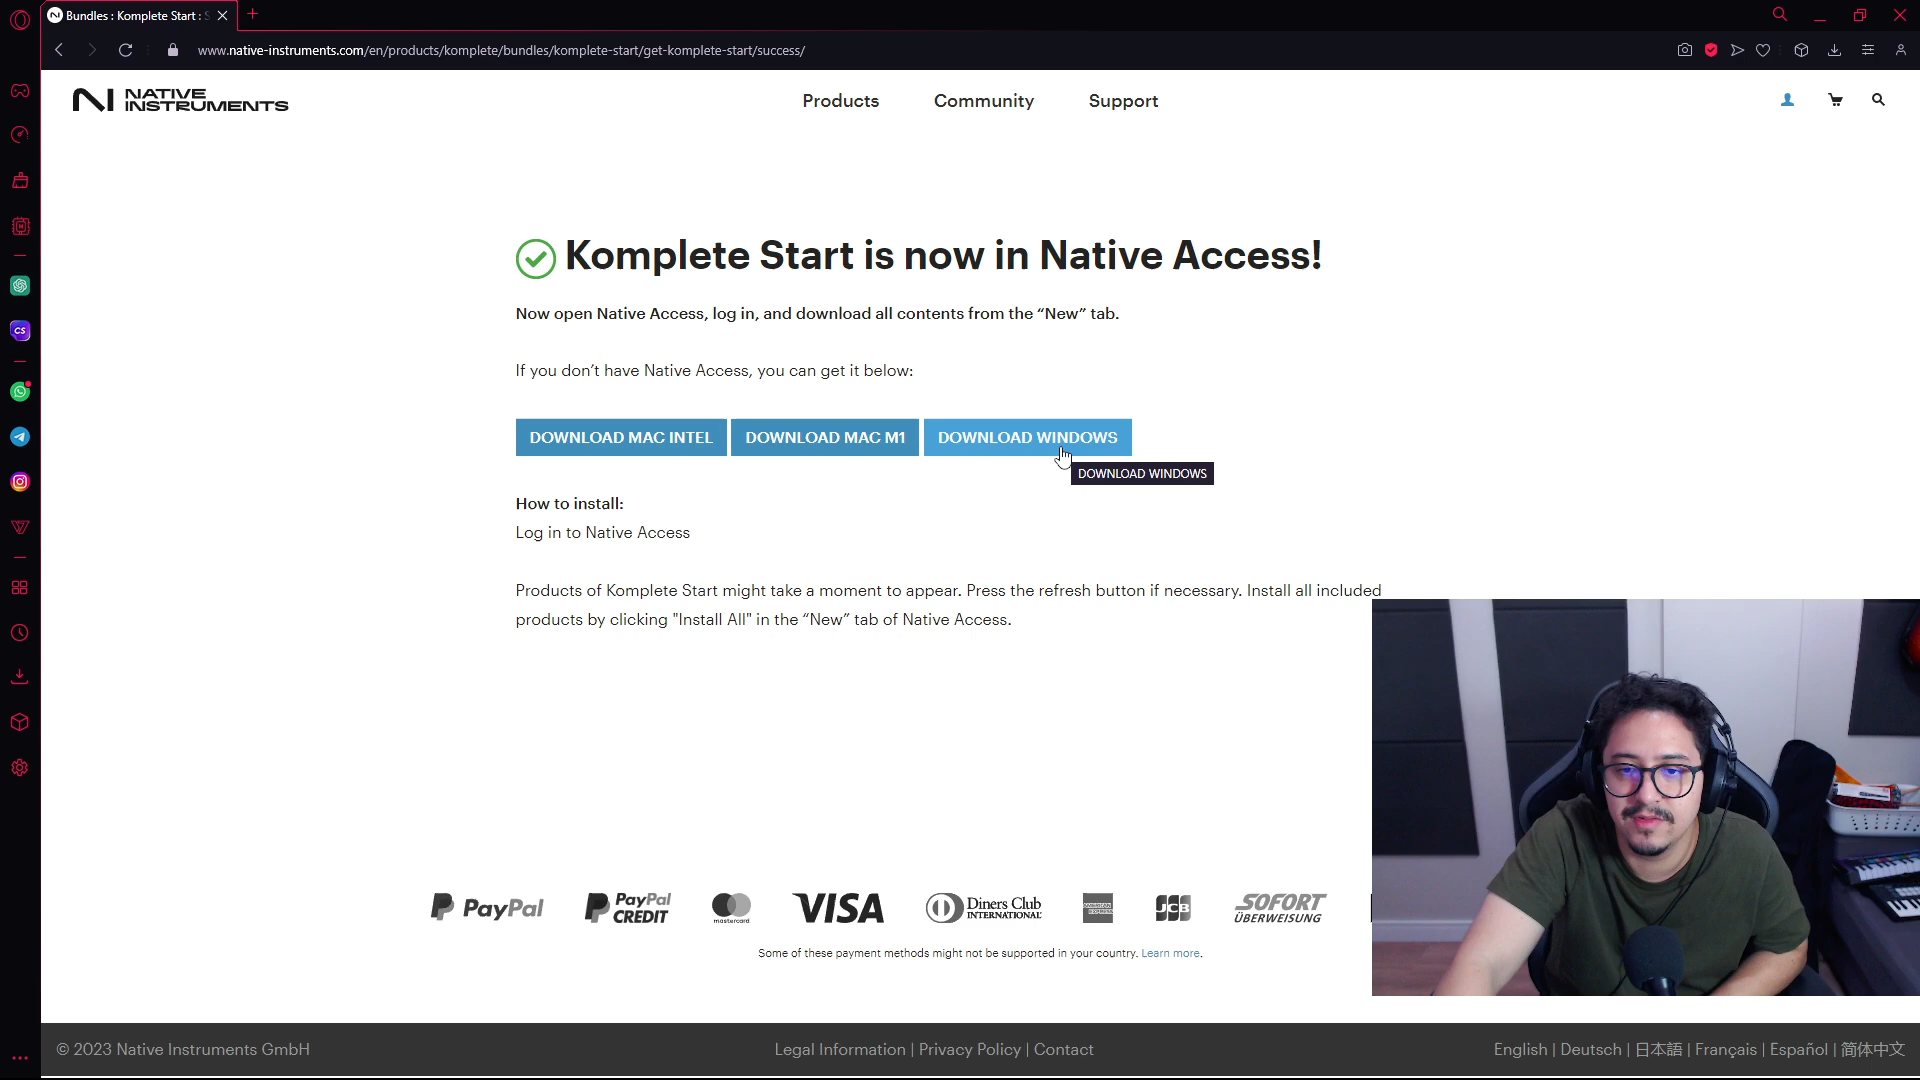 Bundles : Komplete Start : S
www.native-instruments.com/en/products/komplete/bundles/komplete-start/get-komplete-start/success/
NATIVE
INSTRUMENTS
Products
Community
Support
Komplete Start is now in Native Access!
Now open Native Access, log in, and download all contents from the “New” tab.
If you don’t have Native Access, you can get it below:
DOWNLOAD MAC INTEL
DOWNLOAD MAC M1
DOWNLOAD WINDOWS
DOWNLOAD WINDOWS
How to install:
Log in to Native Access
Products of Komplete Start might take a moment to appear. Press the refresh button if necessary. Install all included
products by clicking "Install All" in the “New” tab of Native Access.
PayPal
PayPal
CREDIT
mastercard
VISA
Diners Club
INTERNATIONAL
AMERICAN
EXPRESS
JCB
SOFORT
ÜBERWEISUNG
Some of these payment methods might not be supported in your country. Learn more.
© 2023 Native Instruments GmbH
Legal Information | Privacy Policy | Contact
English | Deutsch | 日本語 | Français | Español | 简体中文
CS